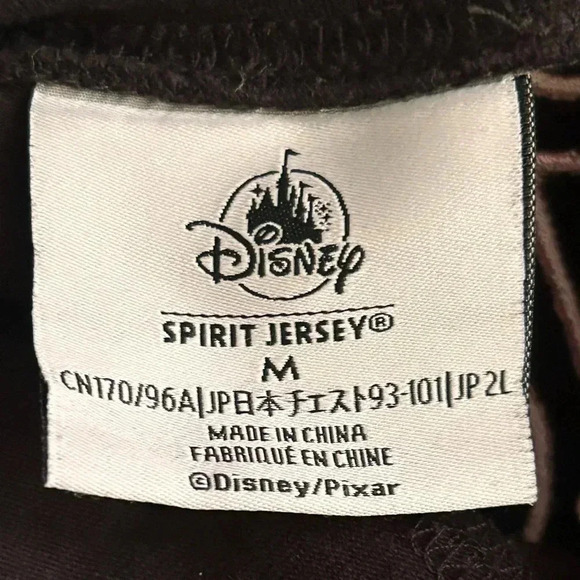 Disney
SPIRIT JERSEY®
M
CN170/96A|JP日本チェスト93-101|JP 2L
MADE IN CHINA
FABRIQUÉ EN CHINE
©Disney/Pixar